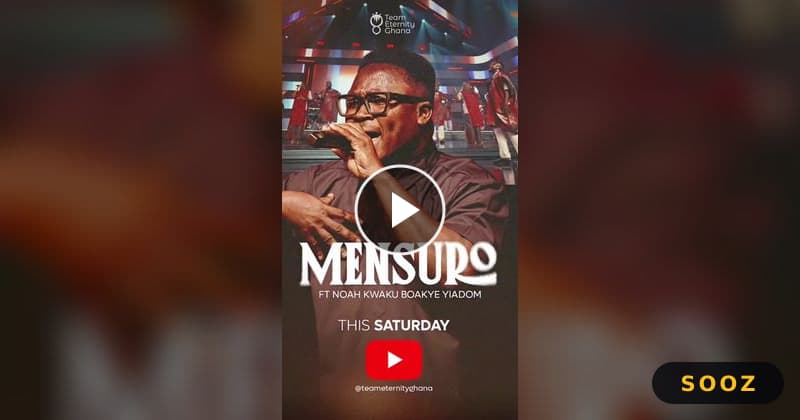 Team
Eternity
Ghana
MENSURO
FT NOAH KWAKU BOAKYE YIADOM
THIS SATURDAY
@teameternityghana
SOOZ